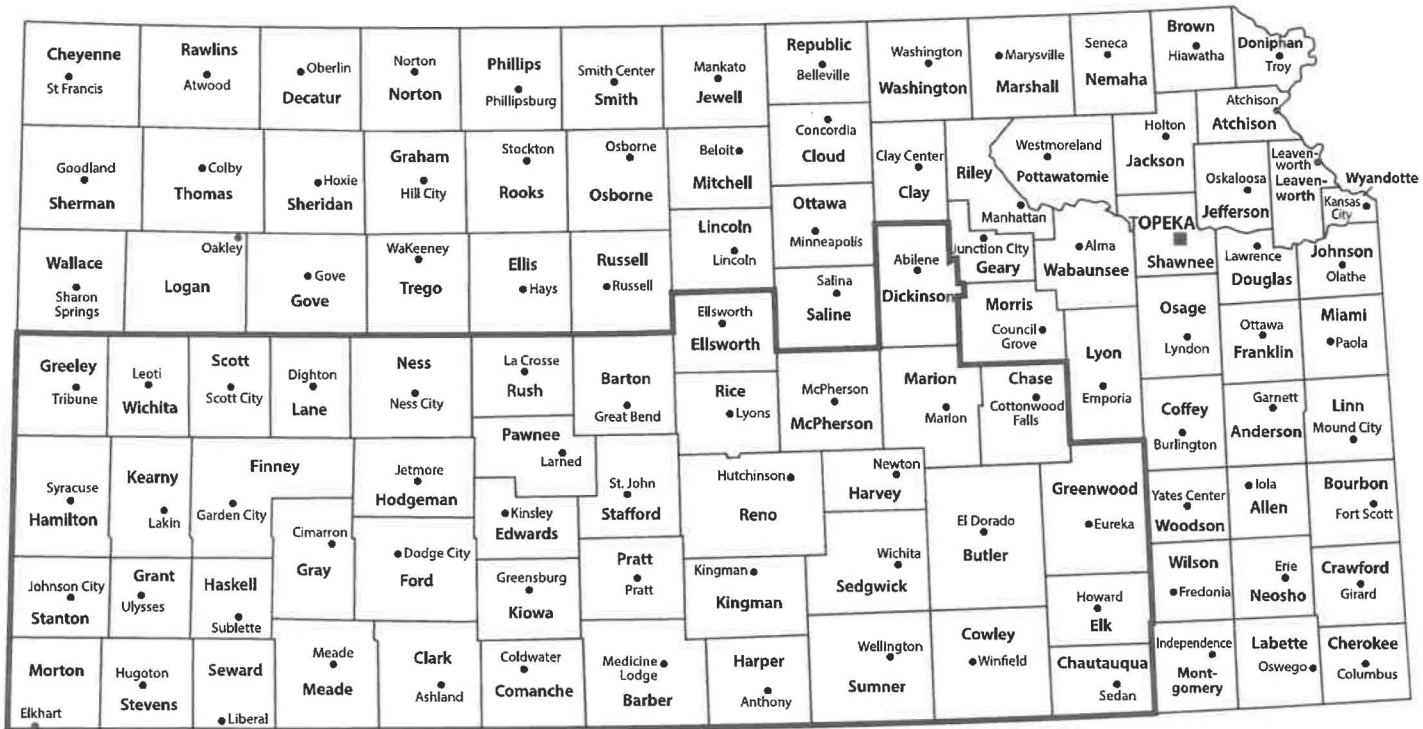 Cheyenne
St Francis
Rawlins
Atwood
Oberlin
Decatur
Norton
Norton
Phillips
Phillipsburg
Smith Center
Smith
Mankato
Jewell
Republic
Belleville
Washington
Washington
Marysville
Marshall
Seneca
Nemaha
Brown
Hiawatha
Doniphan
Troy
Atchison
Atchison
Goodland
Sherman
Colby
Thomas
Hoxie
Sheridan
Graham
Hill City
Stockton
Rooks
Osborne
Osborne
Beloit
Mitchell
Concordia
Cloud
Clay Center
Clay
Riley
Manhattan
Westmoreland
Pottawatomie
Holton
Jackson
Oskaloosa
Jefferson
Leaven-
worth
Leaven-
worth
Wyandotte
Kansas
City
Wallace
Sharon
Springs
Oakley
Logan
Gove
Gove
WaKeeney
Trego
Ellis
Hays
Russell
Russell
Lincoln
Lincoln
Ottawa
Minneapolis
Salina
Saline
Abilene
Dickinson
Junction City
Geary
Alma
Wabaunsee
TOPEKA
Shawnee
Lawrence
Douglas
Johnson
Olathe
Morris
Council
Grove
Osage
Lyndon
Ottawa
Franklin
Miami
Paola
Ellsworth
Ellsworth
Greeley
Tribune
Leoti
Wichita
Scott
Scott City
Dighton
Lane
Ness
Ness City
La Crosse
Rush
Barton
Great Bend
Rice
Lyons
McPherson
McPherson
Marion
Marion
Chase
Cottonwood
Falls
Lyon
Emporia
Coffey
Burlington
Garnett
Anderson
Linn
Mound City
Syracuse
Hamilton
Kearny
Lakin
Finney
Garden City
Jetmore
Hodgeman
Pawnee
Larned
St. John
Stafford
Hutchinson
Reno
Newton
Harvey
El Dorado
Butler
Greenwood
Eureka
Yates Center
Woodson
Iola
Allen
Bourbon
Fort Scott
Cimarron
Gray
Dodge City
Ford
Kinsley
Edwards
Wichita
Sedgwick
Johnson City
Stanton
Grant
Ulysses
Haskell
Sublette
Greensburg
Kiowa
Pratt
Pratt
Kingman
Kingman
Howard
Elk
Wilson
Fredonia
Erie
Neosho
Crawford
Girard
Morton
Elkhart
Hugoton
Stevens
Seward
Liberal
Meade
Meade
Clark
Ashland
Coldwater
Comanche
Medicine
Lodge
Barber
Harper
Anthony
Wellington
Sumner
Cowley
Winfield
Chautauqua
Sedan
Independence
Mont-
gomery
Labette
Oswego
Cherokee
Columbus